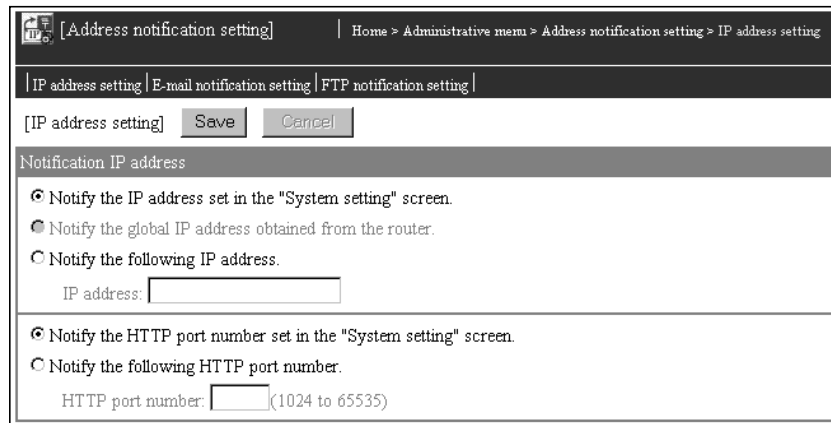 [Address notification setting] | Home > Administrative menu > Address notification setting > IP address setting
| IP address setting | E-mail notification setting | FTP notification setting |
[IP address setting] Save Cancel
Notification IP address
Notify the IP address set in the "System setting" screen.
Notify the global IP address obtained from the router.
Notify the following IP address.
IP address:
Notify the HTTP port number set in the "System setting" screen.
Notify the following HTTP port number.
HTTP port number: (1024 to 65535)